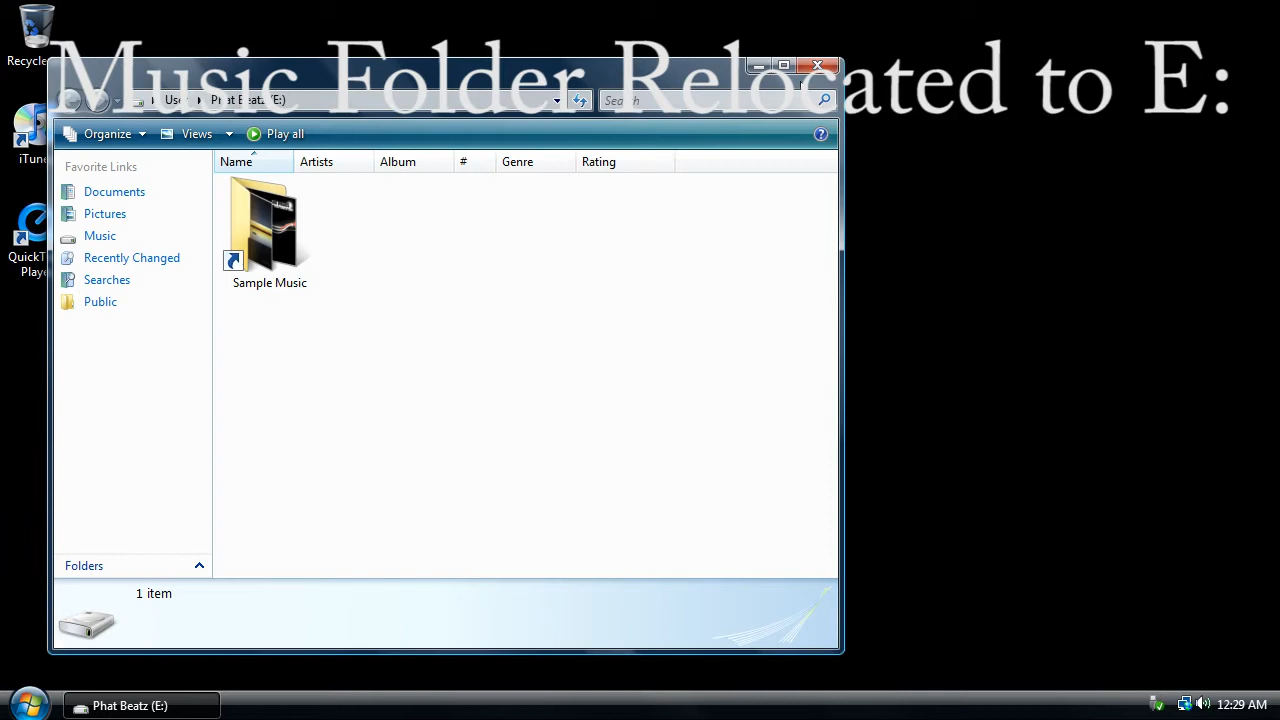 Music Folder Relocated to E:
Recycle
User Phat Beatz (E:)
Search
Organize Views Play all
Favorite Links
Documents
Pictures
Music
Recently Changed
Searches
Public
Folders
Name Artists Album # Genre Rating
Sample Music
1 item
iTune
QuickT
Playe
Phat Beatz (E:)
12:29 AM